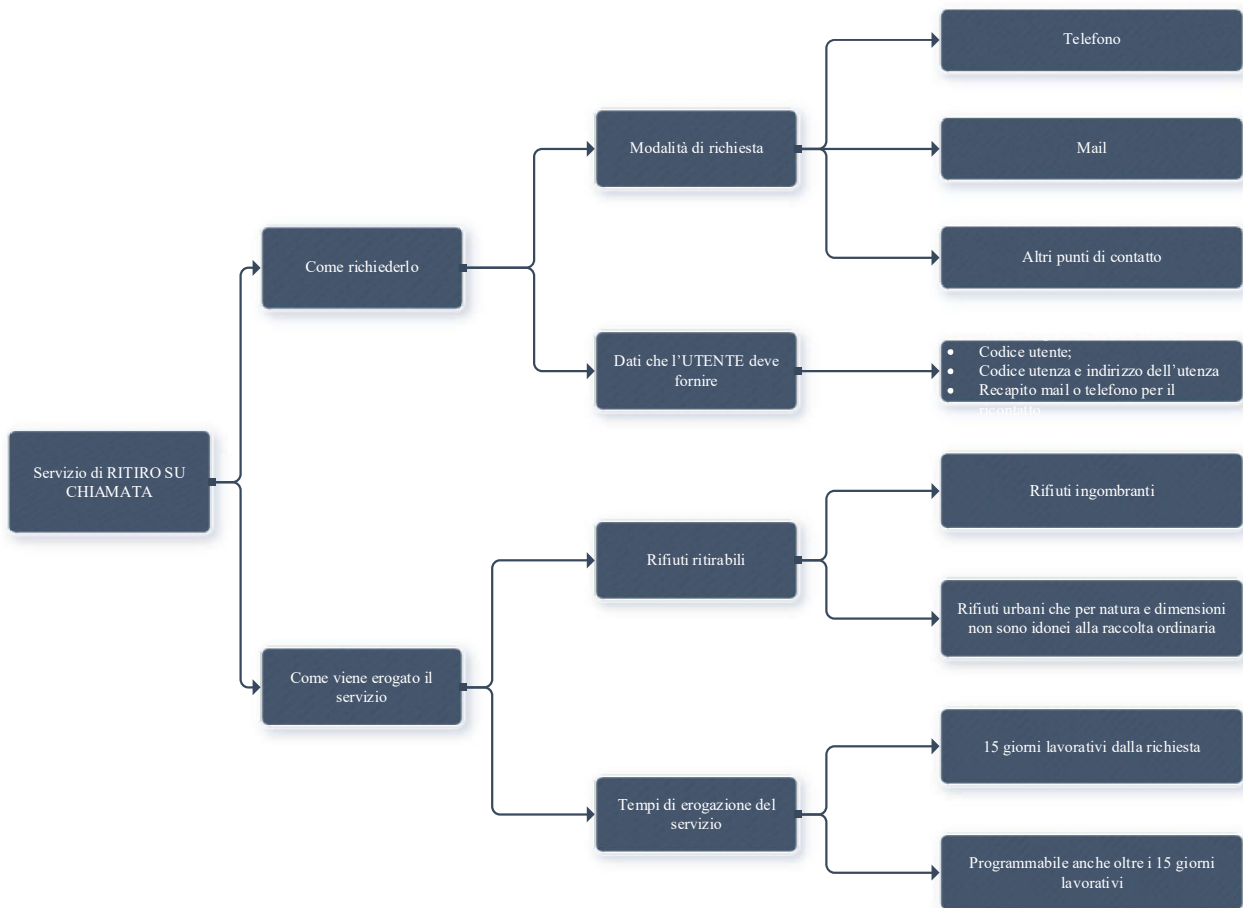 Telefono
Modalità di richiesta
Mail
Come richiederlo
Altri punti di contatto
Dati che l’UTENTE deve
fornire
Codice utente;
Codice utenza e indirizzo dell’utenza
Recapito mail o telefono per il
ricontatto
Servizio di RITIRO SU
CHIAMATA
Rifiuti ingombranti
Rifiuti ritirabili
Rifiuti urbani che per natura e dimensioni
non sono idonei alla raccolta ordinaria
Come viene erogato il
servizio
15 giorni lavorativi dalla richiesta
Tempi di erogazione del
servizio
Programmabile anche oltre i 15 giorni
lavorativi